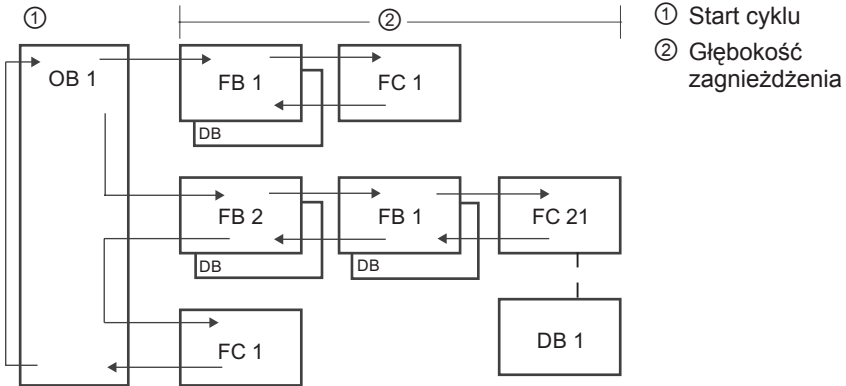 ①
②
① Start cyklu
② Głębokość
zagnieżdżenia
OB 1
FB 1
FC 1
DB
FB 2
FB 1
FC 21
DB
DB
FC 1
DB 1